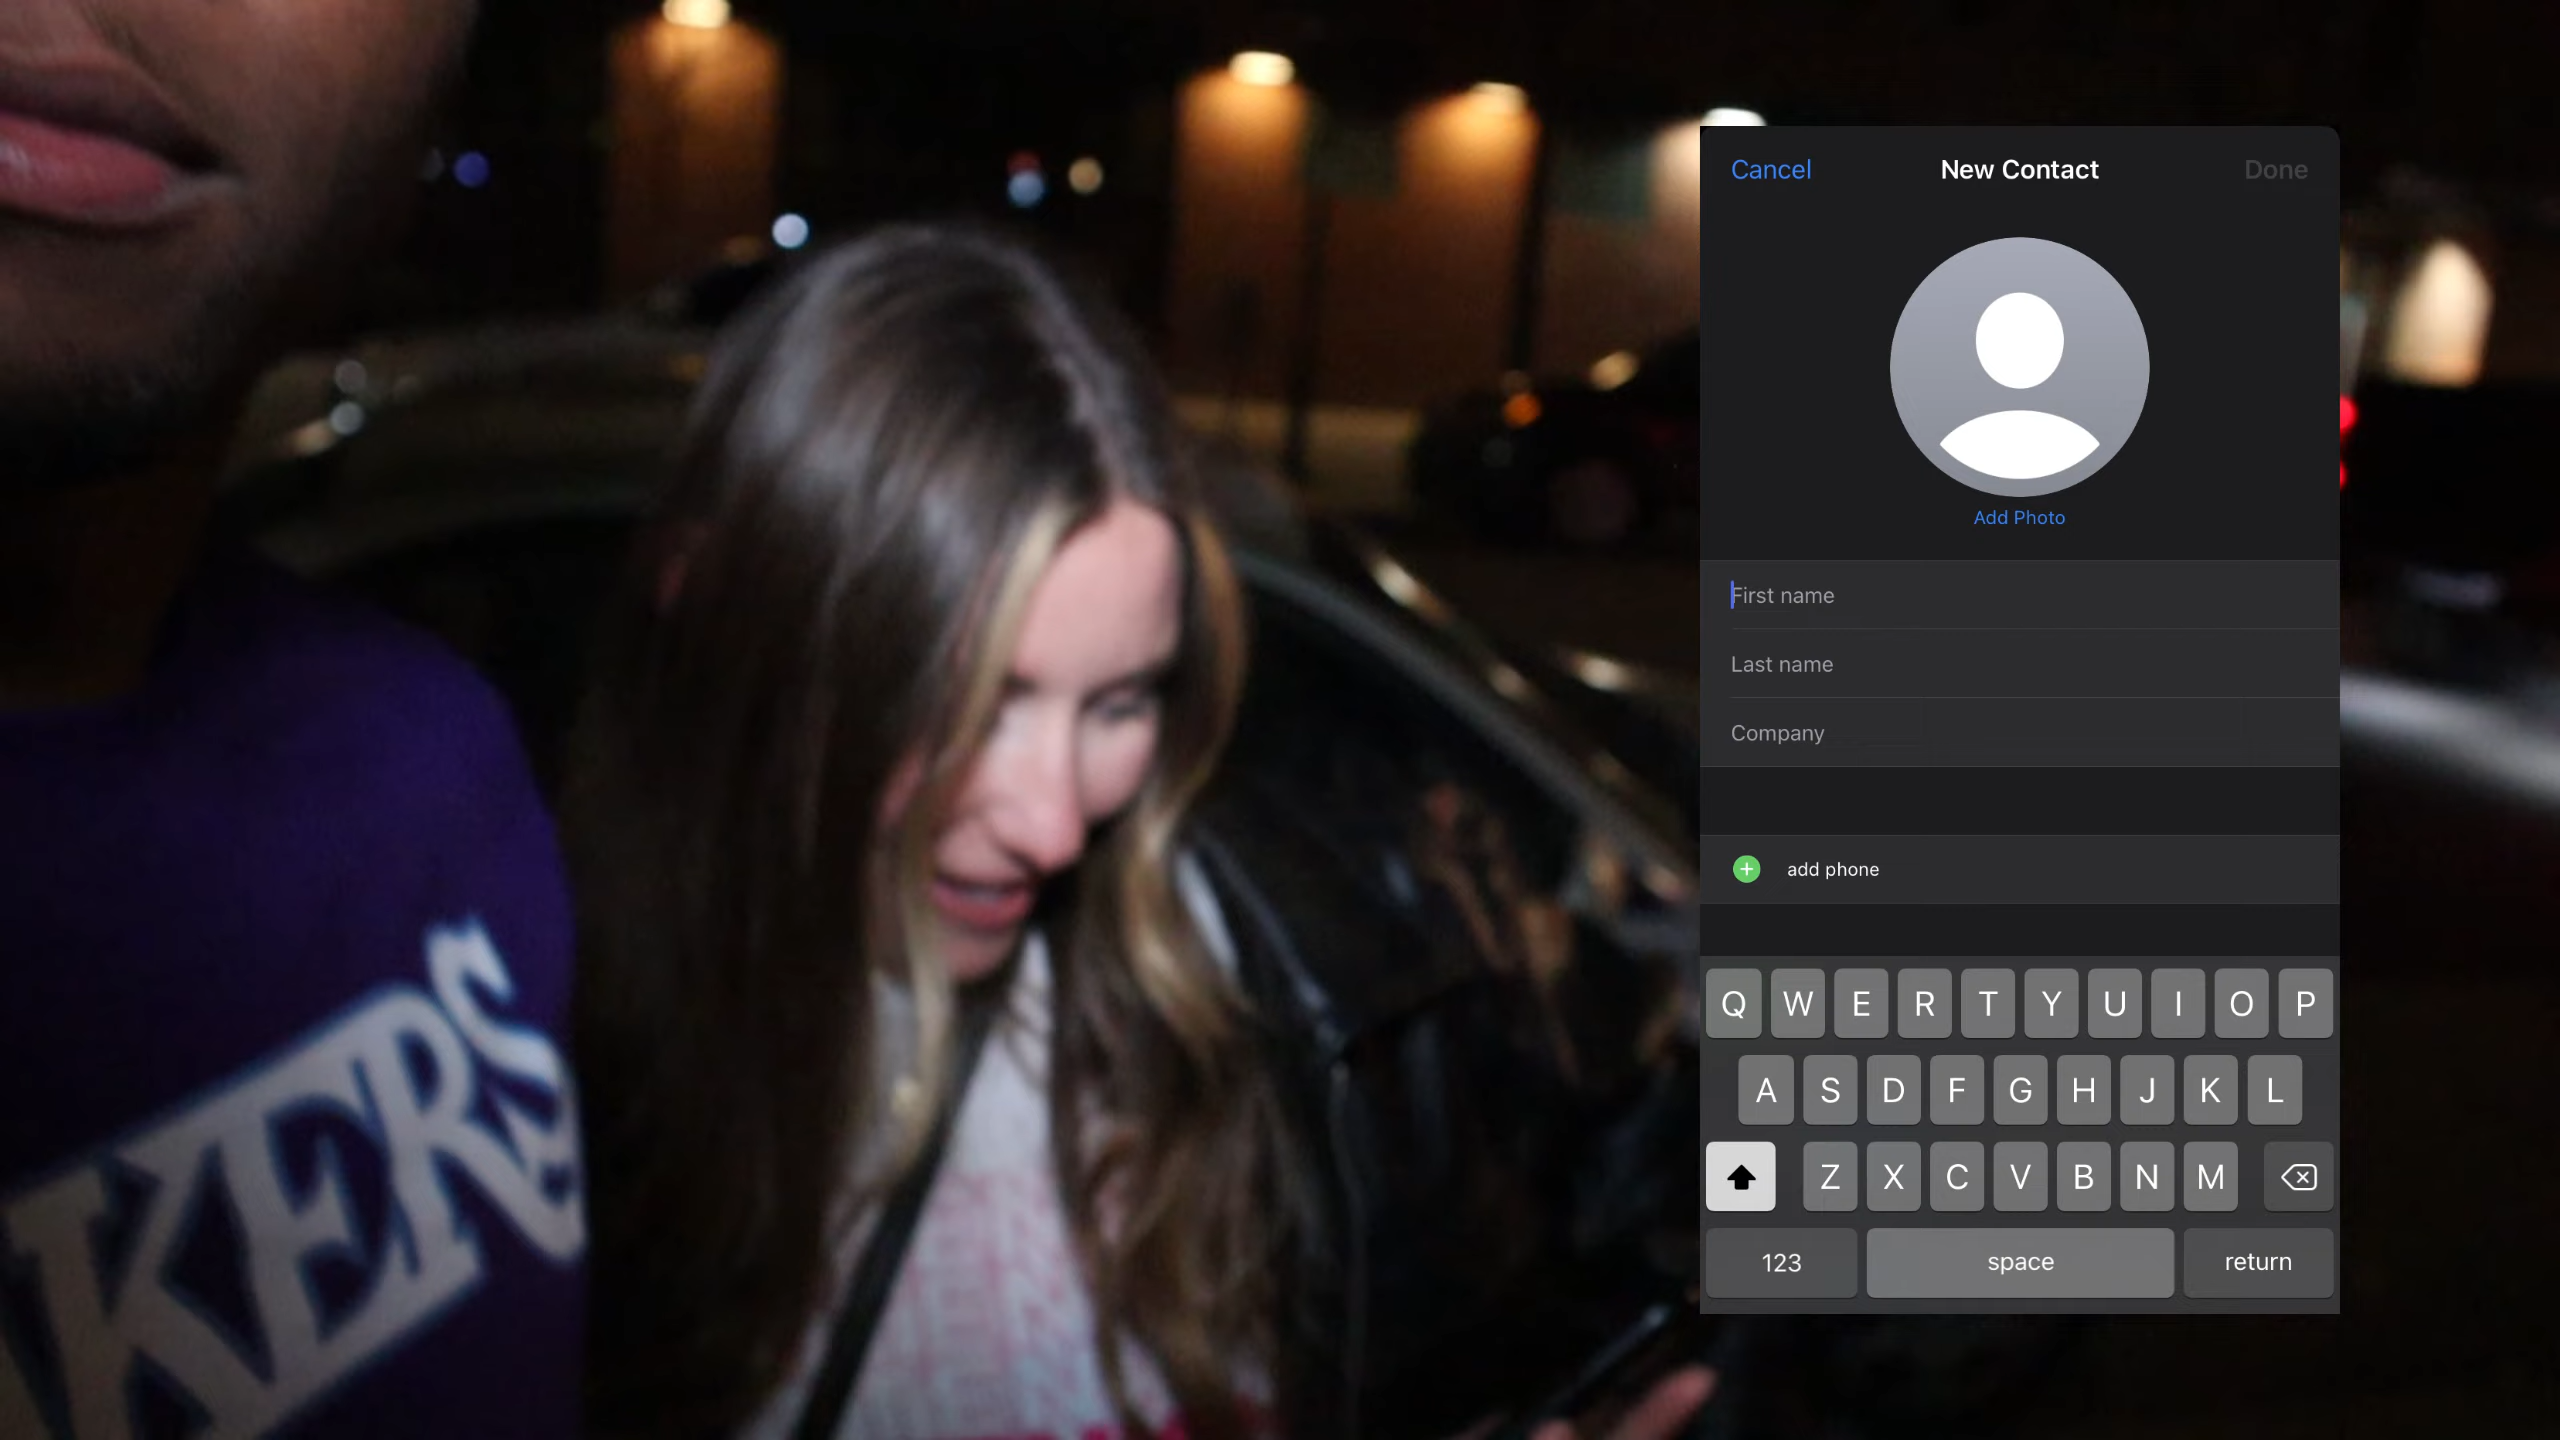 KERS
Cancel
New Contact
Done
Add Photo
First name
Last name
Company
add phone
Q W E R T Y U I O P
A S D F G H J K L
Z X C V B N M
123
space
return